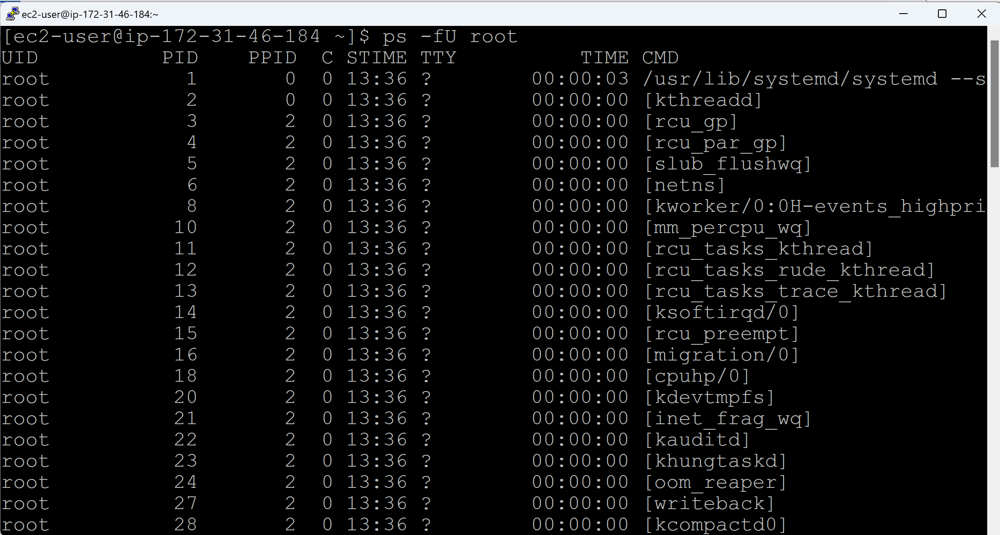 ec2-user@ip-172-31-46-184:~
[ec2-user@ip-172-31-46-184 ~]$ ps -fU root
UID PID PPID C STIME TTY TIME CMD
root 1 0 0 13:36 ? 00:00:03 /usr/lib/systemd/systemd --s
root 2 0 0 13:36 ? 00:00:00 [kthreadd]
root 3 2 0 13:36 ? 00:00:00 [rcu_gp]
root 4 2 0 13:36 ? 00:00:00 [rcu_par_gp]
root 5 2 0 13:36 ? 00:00:00 [slub_flushwq]
root 6 2 0 13:36 ? 00:00:00 [netns]
root 8 2 0 13:36 ? 00:00:00 [kworker/0:0H-events_highpri
root 10 2 0 13:36 ? 00:00:00 [mm_percpu_wq]
root 11 2 0 13:36 ? 00:00:00 [rcu_tasks_kthread]
root 12 2 0 13:36 ? 00:00:00 [rcu_tasks_rude_kthread]
root 13 2 0 13:36 ? 00:00:00 [rcu_tasks_trace_kthread]
root 14 2 0 13:36 ? 00:00:00 [ksoftirqd/0]
root 15 2 0 13:36 ? 00:00:00 [rcu_preempt]
root 16 2 0 13:36 ? 00:00:00 [migration/0]
root 18 2 0 13:36 ? 00:00:00 [cpuhp/0]
root 20 2 0 13:36 ? 00:00:00 [kdevtmpfs]
root 21 2 0 13:36 ? 00:00:00 [inet_frag_wq]
root 22 2 0 13:36 ? 00:00:00 [kauditd]
root 23 2 0 13:36 ? 00:00:00 [khungtaskd]
root 24 2 0 13:36 ? 00:00:00 [oom_reaper]
root 27 2 0 13:36 ? 00:00:00 [writeback]
root 28 2 0 13:36 ? 00:00:00 [kcompactd0]